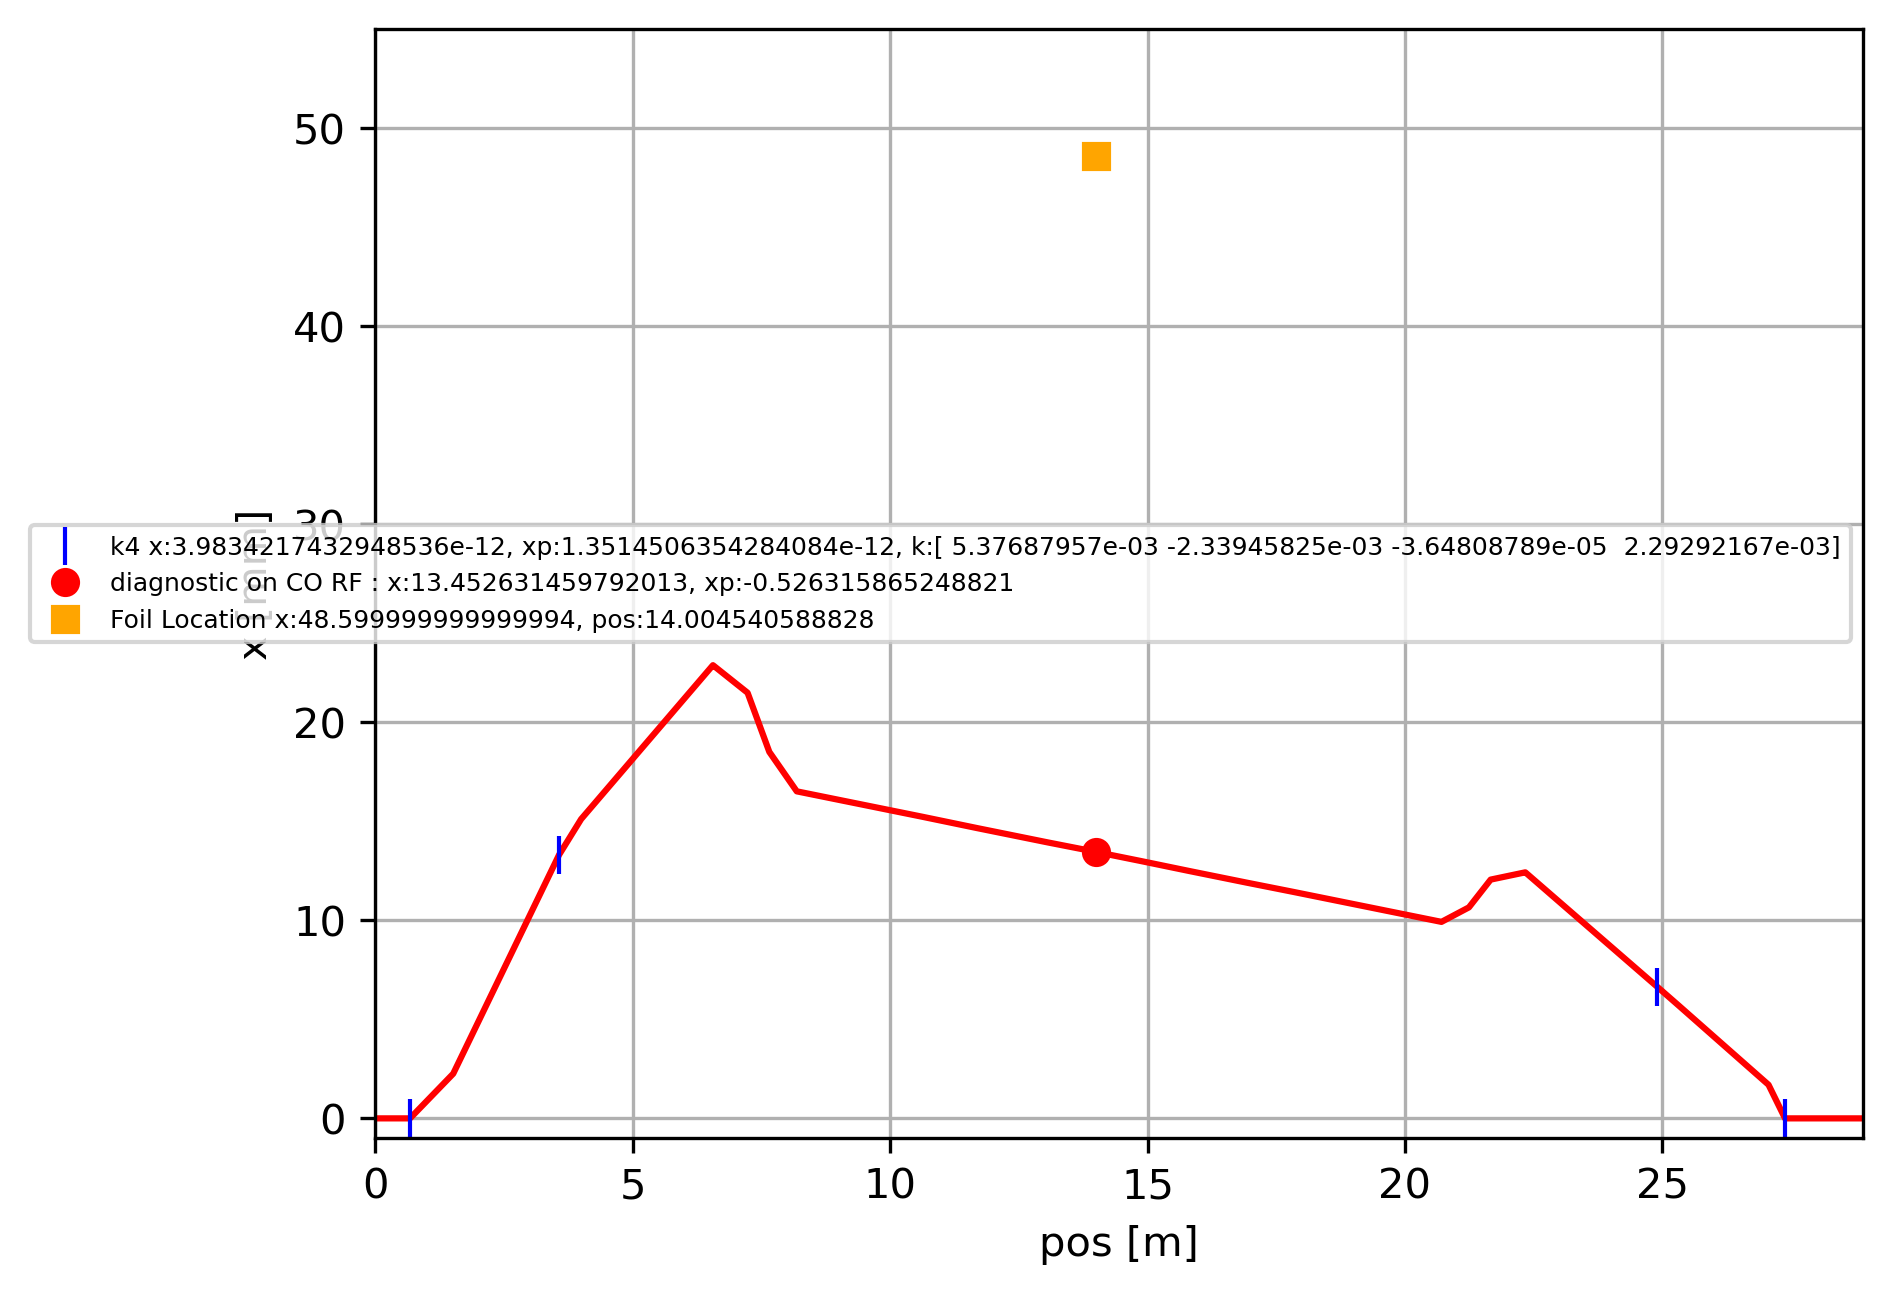 50
40
30
20
10
0
x [mm]
k4 x:3.9834217432948536e-12, xp:1.3514506354284084e-12, k:[ 5.37687957e-03 -2.33945825e-03 -3.64808789e-05  2.29292167e-03]
diagnostic on CO RF : x:13.452631459792013, xp:-0.526315865248821
Foil Location x:48.599999999999994, pos:14.004540588828
0 5 10 15 20 25
pos [m]